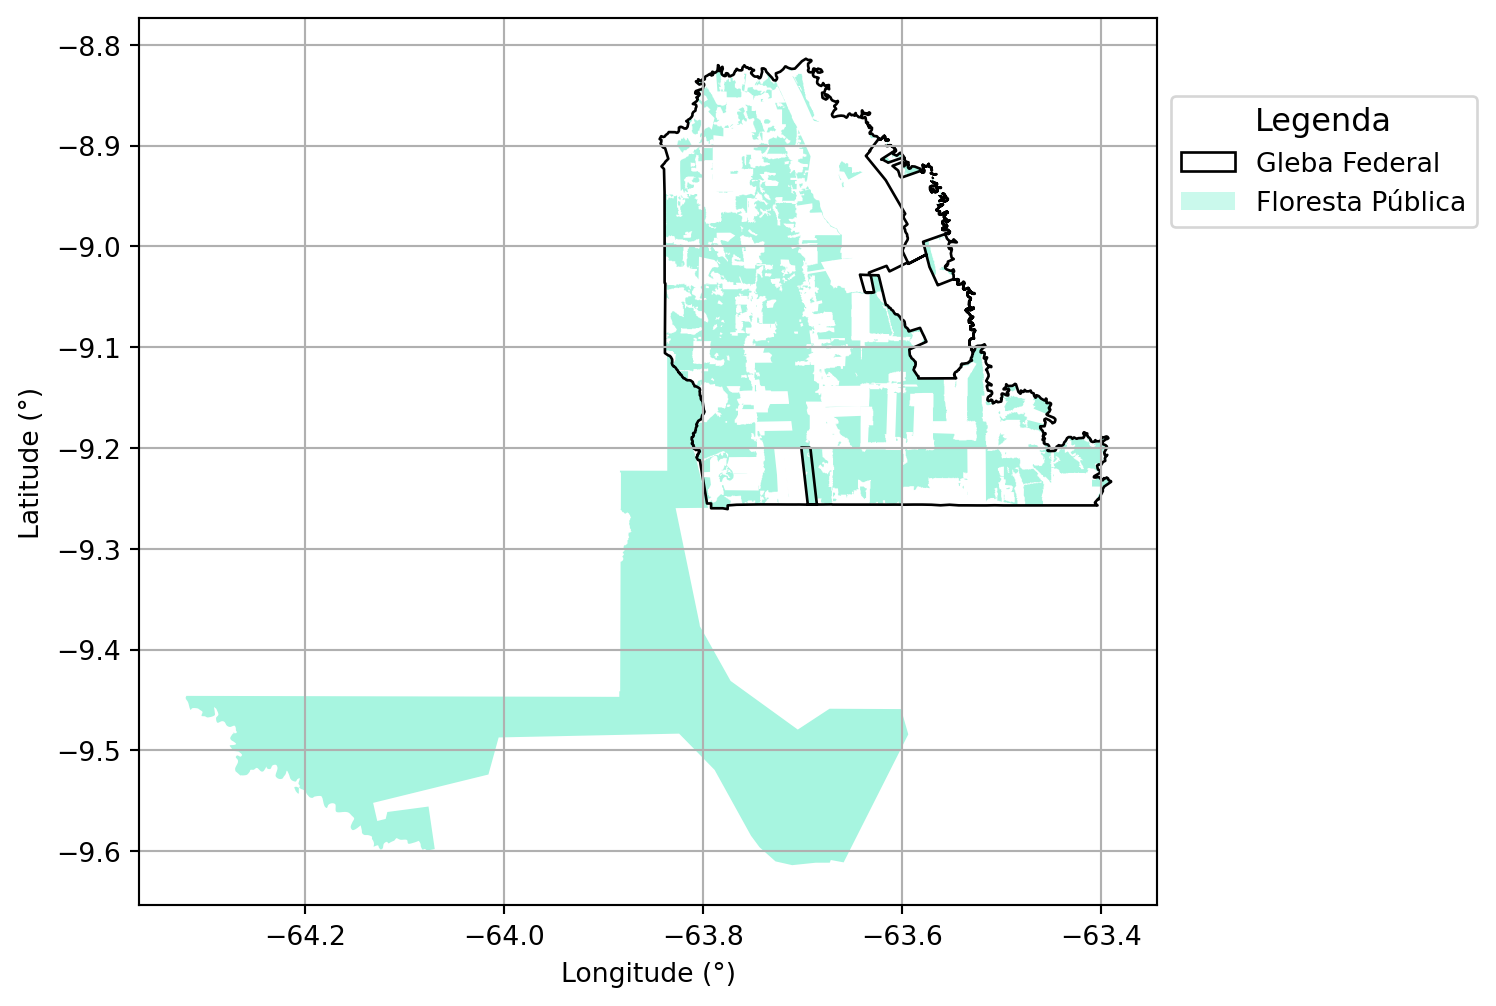 −8.8
−8.9
−9.0
−9.1
−9.2
−9.3
−9.4
−9.5
−9.6
Latitude (°)
−64.2
−64.0
−63.8
−63.6
−63.4
Longitude (°)
Legenda
Gleba Federal
Floresta Pública